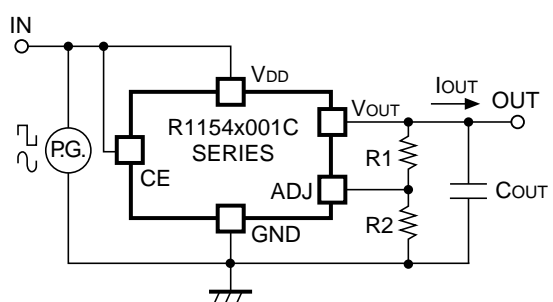 IN
VDD
IOUT
OUT
R1154x001C
SERIES
VOUT
P.G.
CE
R1
ADJ
COUT
R2
GND